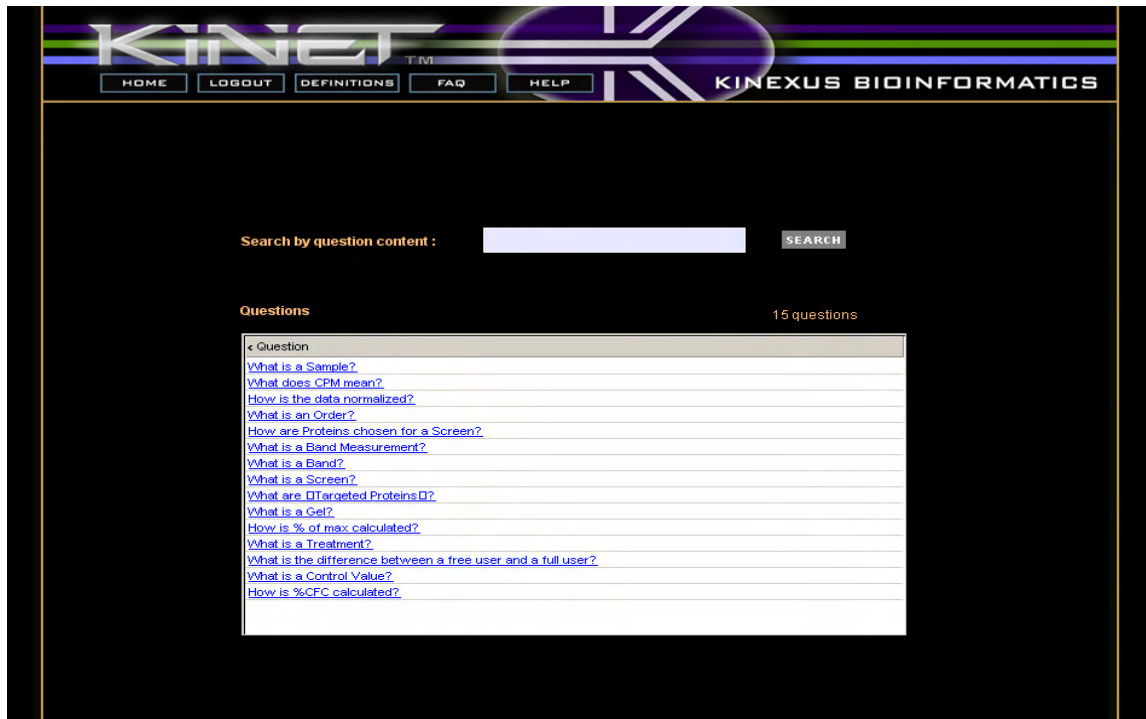 KiNET TM
HOME LOGOUT DEFINITIONS FAQ HELP KINEXUS BIOINFORMATICS
Search by question content : SEARCH
Questions 15 questions
< Question
What is a Sample?
What does CPM mean?
How is the data normalized?
What is an Order?
How are Proteins chosen for a Screen?
What is a Band Measurement?
What is a Band?
What is a Screen?
What are □Targeted Proteins□?
What is a Gel?
How is % of max calculated?
What is a Treatment?
What is the difference between a free user and a full user?
What is a Control Value?
How is %CFC calculated?